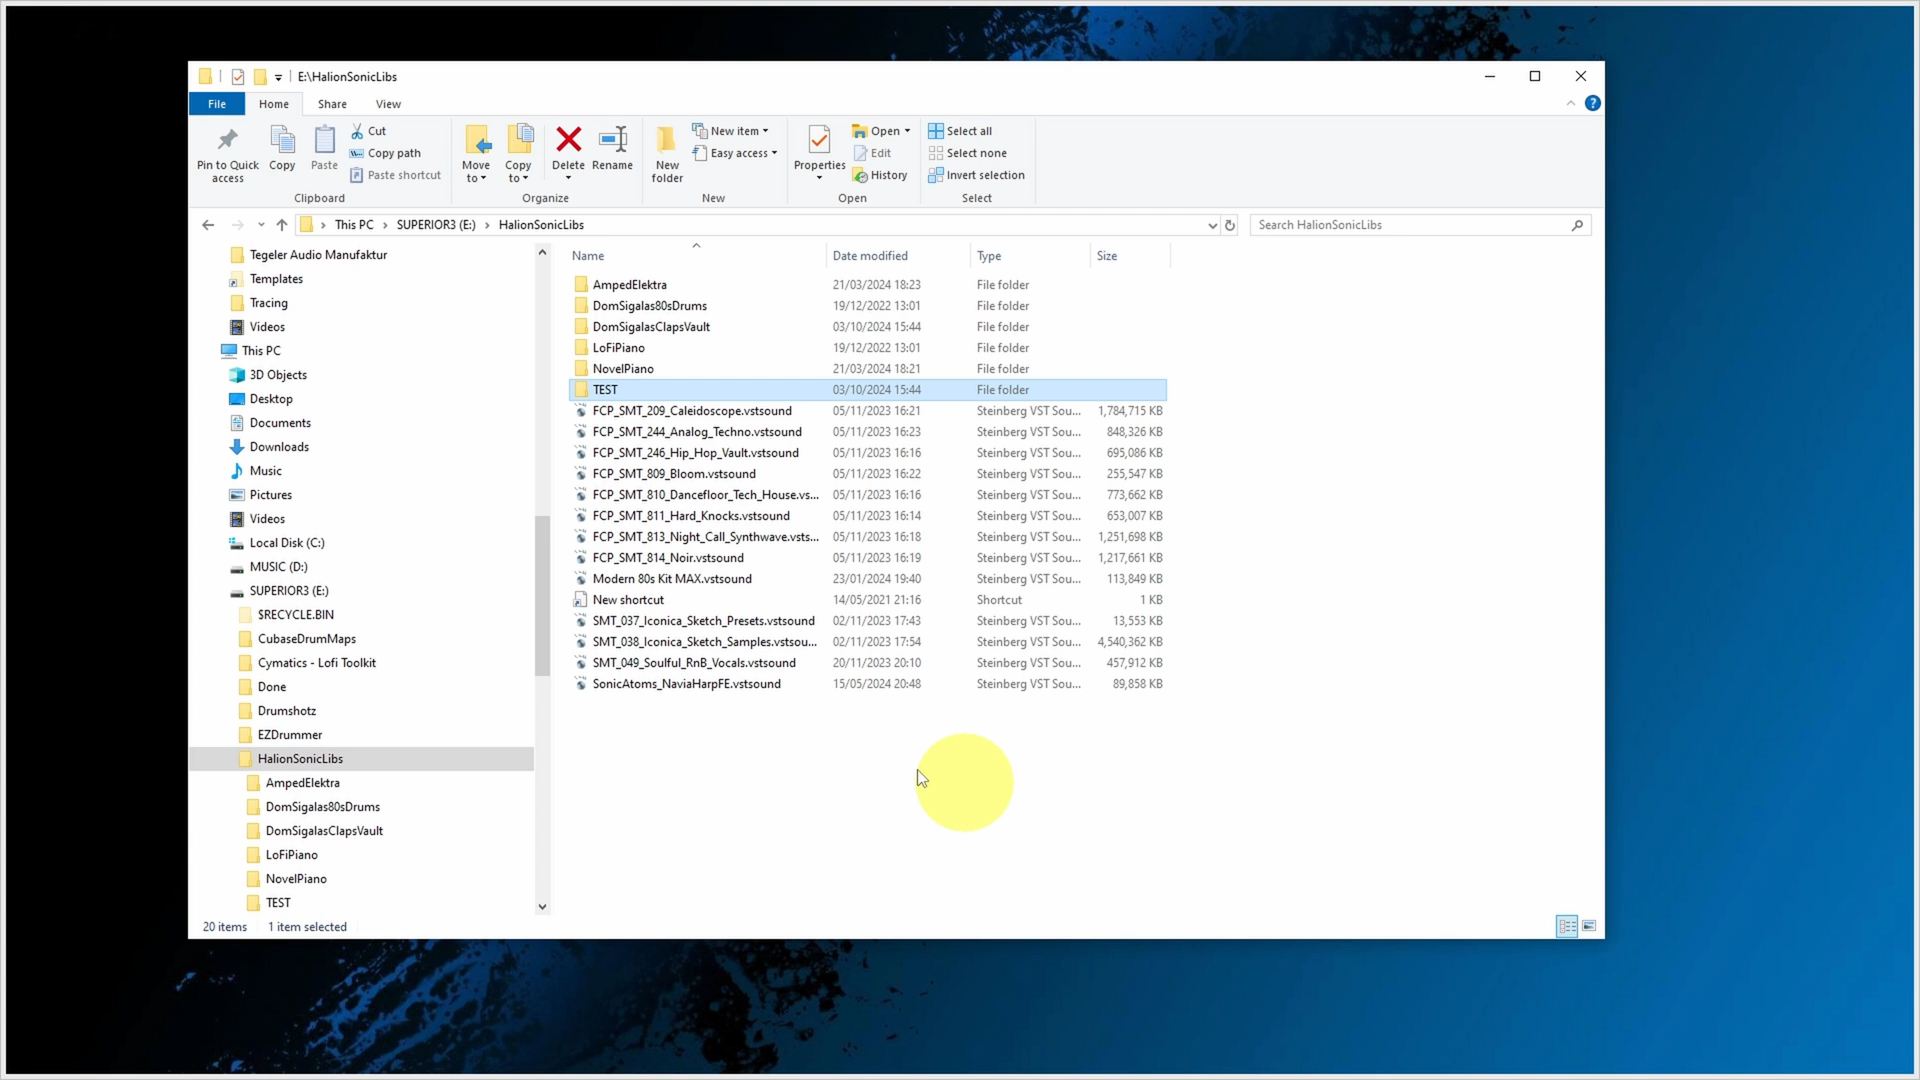 E:\HalionSonicLibs
File Home Share View
Pin to Quick access
Copy
Paste
Cut
Copy path
Paste shortcut
Clipboard
Move to
Copy to
Delete
Rename
Organize
New folder
New item
Easy access
New
Properties
Open
Edit
History
Open
Select all
Select none
Invert selection
Select
This PC SUPERIOR3 (E:) HalionSonicLibs
Search HalionSonicLibs
Tegeler Audio Manufaktur
Templates
Tracing
Videos
This PC
3D Objects
Desktop
Documents
Downloads
Music
Pictures
Videos
Local Disk (C:)
MUSIC (D:)
SUPERIOR3 (E:)
$RECYCLE.BIN
CubaseDrumMaps
Cymatics - Lofi Toolkit
Done
Drumshotz
EZDrummer
HalionSonicLibs
AmpedElektra
DomSigalas80sDrums
DomSigalasClapsVault
LoFiPiano
NovelPiano
TEST
Name Date modified Type Size
AmpedElektra 21/03/2024 18:23 File folder
DomSigalas80sDrums 19/12/2022 13:01 File folder
DomSigalasClapsVault 03/10/2024 15:44 File folder
LoFiPiano 19/12/2022 13:01 File folder
NovelPiano 21/03/2024 18:21 File folder
TEST 03/10/2024 15:44 File folder
FCP_SMT_209_Caleidoscope.vstsound 05/11/2023 16:21 Steinberg VST Sou... 1,784,715 KB
FCP_SMT_244_Analog_Techno.vstsound 05/11/2023 16:23 Steinberg VST Sou... 848,326 KB
FCP_SMT_246_Hip_Hop_Vault.vstsound 05/11/2023 16:16 Steinberg VST Sou... 695,086 KB
FCP_SMT_809_Bloom.vstsound 05/11/2023 16:22 Steinberg VST Sou... 255,547 KB
FCP_SMT_810_Dancefloor_Tech_House.vs... 05/11/2023 16:16 Steinberg VST Sou... 773,662 KB
FCP_SMT_811_Hard_Knocks.vstsound 05/11/2023 16:14 Steinberg VST Sou... 653,007 KB
FCP_SMT_813_Night_Call_Synthwave.vsts... 05/11/2023 16:18 Steinberg VST Sou... 1,251,698 KB
FCP_SMT_814_Noir.vstsound 05/11/2023 16:19 Steinberg VST Sou... 1,217,661 KB
Modern 80s Kit MAX.vstsound 23/01/2024 19:40 Steinberg VST Sou... 113,849 KB
New shortcut 14/05/2021 21:16 Shortcut 1 KB
SMT_037_Iconica_Sketch_Presets.vstsound 02/11/2023 17:43 Steinberg VST Sou... 13,553 KB
SMT_038_Iconica_Sketch_Samples.vstsou... 02/11/2023 17:54 Steinberg VST Sou... 4,540,362 KB
SMT_049_Soulful_RnB_Vocals.vstsound 20/11/2023 20:10 Steinberg VST Sou... 457,912 KB
SonicAtoms_NaviaHarpFE.vstsound 15/05/2024 20:48 Steinberg VST Sou... 89,858 KB
20 items 1 item selected